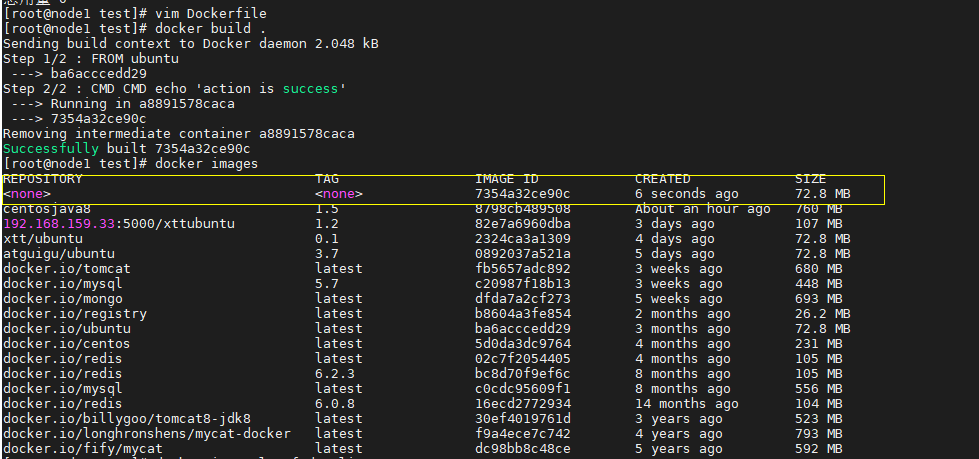 [root@node1 test]# vim Dockerfile
[root@node1 test]# docker build .
Sending build context to Docker daemon 2.048 kB
Step 1/2 : FROM ubuntu
 ---> ba6acccedd29
Step 2/2 : CMD CMD echo 'action is success'
 ---> Running in a8891578caca
 ---> 7354a32ce90c
Removing intermediate container a8891578caca
Successfully built 7354a32ce90c
[root@node1 test]# docker images
REPOSITORY TAG IMAGE ID CREATED SIZE
<none> <none> 7354a32ce90c 6 seconds ago 72.8 MB
centosjava8 1.5 8798cb489508 About an hour ago 760 MB
192.168.159.33:5000/xttubuntu 1.2 82e7a6960dba 3 days ago 107 MB
xtt/ubuntu 0.1 2324ca3a1309 4 days ago 72.8 MB
atguigu/ubuntu 3.7 0892037a521a 5 days ago 72.8 MB
docker.io/tomcat latest fb5657adc892 3 weeks ago 680 MB
docker.io/mysql 5.7 c20987f18b13 3 weeks ago 448 MB
docker.io/mongo latest dfda7a2cf273 5 weeks ago 693 MB
docker.io/registry latest b8604a3fe854 2 months ago 26.2 MB
docker.io/ubuntu latest ba6acccedd29 3 months ago 72.8 MB
docker.io/centos latest 5d0da3dc9764 4 months ago 231 MB
docker.io/redis latest 02c7f2054405 4 months ago 105 MB
docker.io/redis 6.2.3 bc8d70f9ef6c 8 months ago 105 MB
docker.io/mysql latest c0cdc95609f1 8 months ago 556 MB
docker.io/redis 6.0.8 16ecd2772934 14 months ago 104 MB
docker.io/billygoo/tomcat8-jdk8 latest 30ef4019761d 3 years ago 523 MB
docker.io/longhronshens/mycat-docker latest f9a4ece7c742 4 years ago 793 MB
docker.io/fify/mycat latest dc98bb8c48ce 5 years ago 592 MB